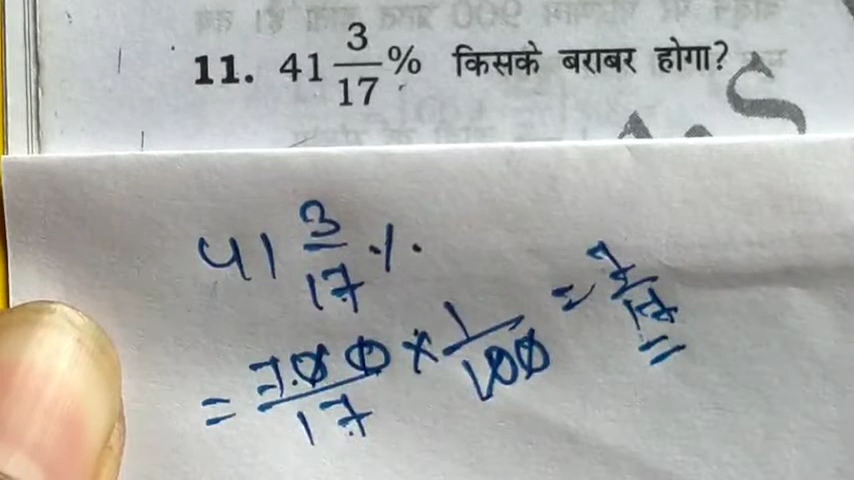 11. 41 3/17 % किसके बराबर होगा?
41 3/17 %
= 700/17 × 1/100 = 7/17